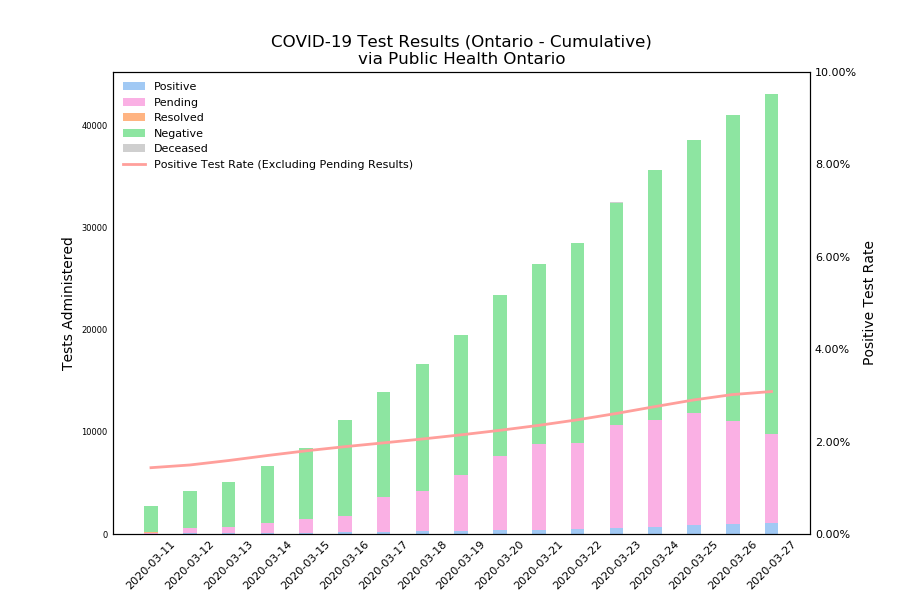 COVID-19 Test Results (Ontario - Cumulative)
via Public Health Ontario
Positive
Pending
Resolved
Negative
Deceased
Positive Test Rate (Excluding Pending Results)
Tests Administered
40000
30000
20000
10000
0
10.00%
8.00%
6.00%
4.00%
2.00%
0.00%
Positive Test Rate
2020-03-11
2020-03-12
2020-03-13
2020-03-14
2020-03-15
2020-03-16
2020-03-17
2020-03-18
2020-03-19
2020-03-20
2020-03-21
2020-03-22
2020-03-23
2020-03-24
2020-03-25
2020-03-26
2020-03-27